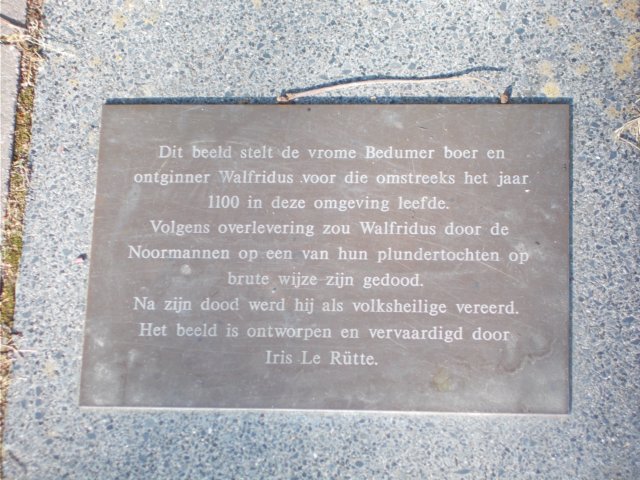 Dit beeld stelt de vrome Bedumer boer en
ontginner Walfridus voor die omstreeks het jaar
1100 in deze omgeving leefde.
Volgens overlevering zou Walfridus door de
Noormannen op een van hun plundertochten op
brute wijze zijn gedood.
Na zijn dood werd hij als volksheilige vereerd.
Het beeld is ontworpen en vervaardigd door
Iris Le Rütte.